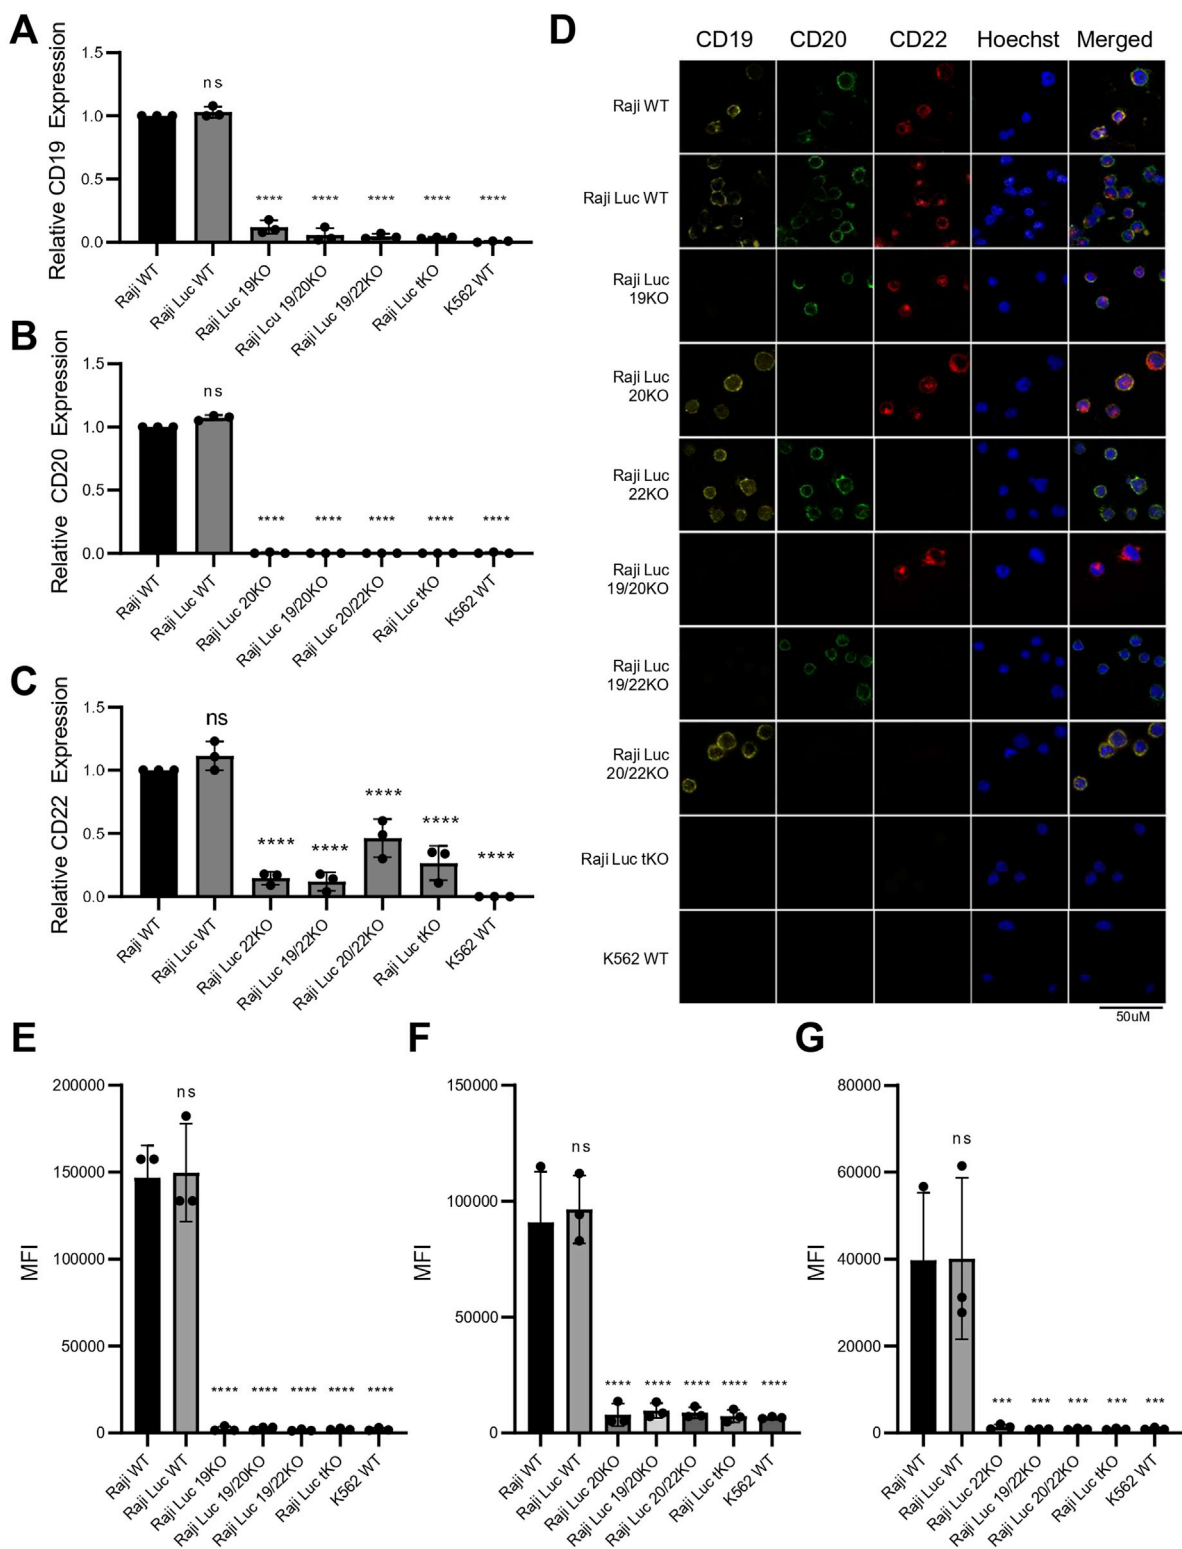 A
Relative CD19 Expression
1.5
1.0
0.5
0.0
ns
****
****
****
****
****
Raji WT
Raji Luc WT
Raji Luc 19KO
Raji Lcu 19/20KO
Raji Luc 19/22KO
Raji Luc tKO
K562 WT
B
Relative CD20 Expression
1.5
1.0
0.5
0.0
ns
****
****
****
****
****
Raji WT
Raji Luc WT
Raji Luc 20KO
Raji Luc 19/20KO
Raji Luc 20/22KO
Raji Luc tKO
K562 WT
C
Relative CD22 Expression
1.5
1.0
0.5
0.0
ns
****
****
****
****
****
Raji WT
Raji Luc WT
Raji Luc 22KO
Raji Luc 19/22KO
Raji Luc 20/22KO
Raji Luc tKO
K562 WT
D
CD19 CD20 CD22 Hoechst Merged
Raji WT
Raji Luc WT
Raji Luc
19KO
Raji Luc
20KO
Raji Luc
22KO
Raji Luc
19/20KO
Raji Luc
19/22KO
Raji Luc
20/22KO
Raji Luc tKO
K562 WT
50uM
E
MFI
200000
150000
100000
50000
0
ns
****
****
****
****
****
Raji WT
Raji Luc WT
Raji Luc 19KO
Raji Luc 19/20KO
Raji Luc 19/22KO
Raji Luc tKO
K562 WT
F
MFI
150000
100000
50000
0
ns
****
****
****
****
****
Raji WT
Raji Luc WT
Raji Luc 20KO
Raji Luc 19/20KO
Raji Luc 20/22KO
Raji Luc tKO
K562 WT
G
MFI
80000
60000
40000
20000
0
ns
***
***
***
***
***
Raji WT
Raji Luc WT
Raji Luc 22KO
Raji Luc 19/22KO
Raji Luc 20/22KO
Raji Luc tKO
K562 WT